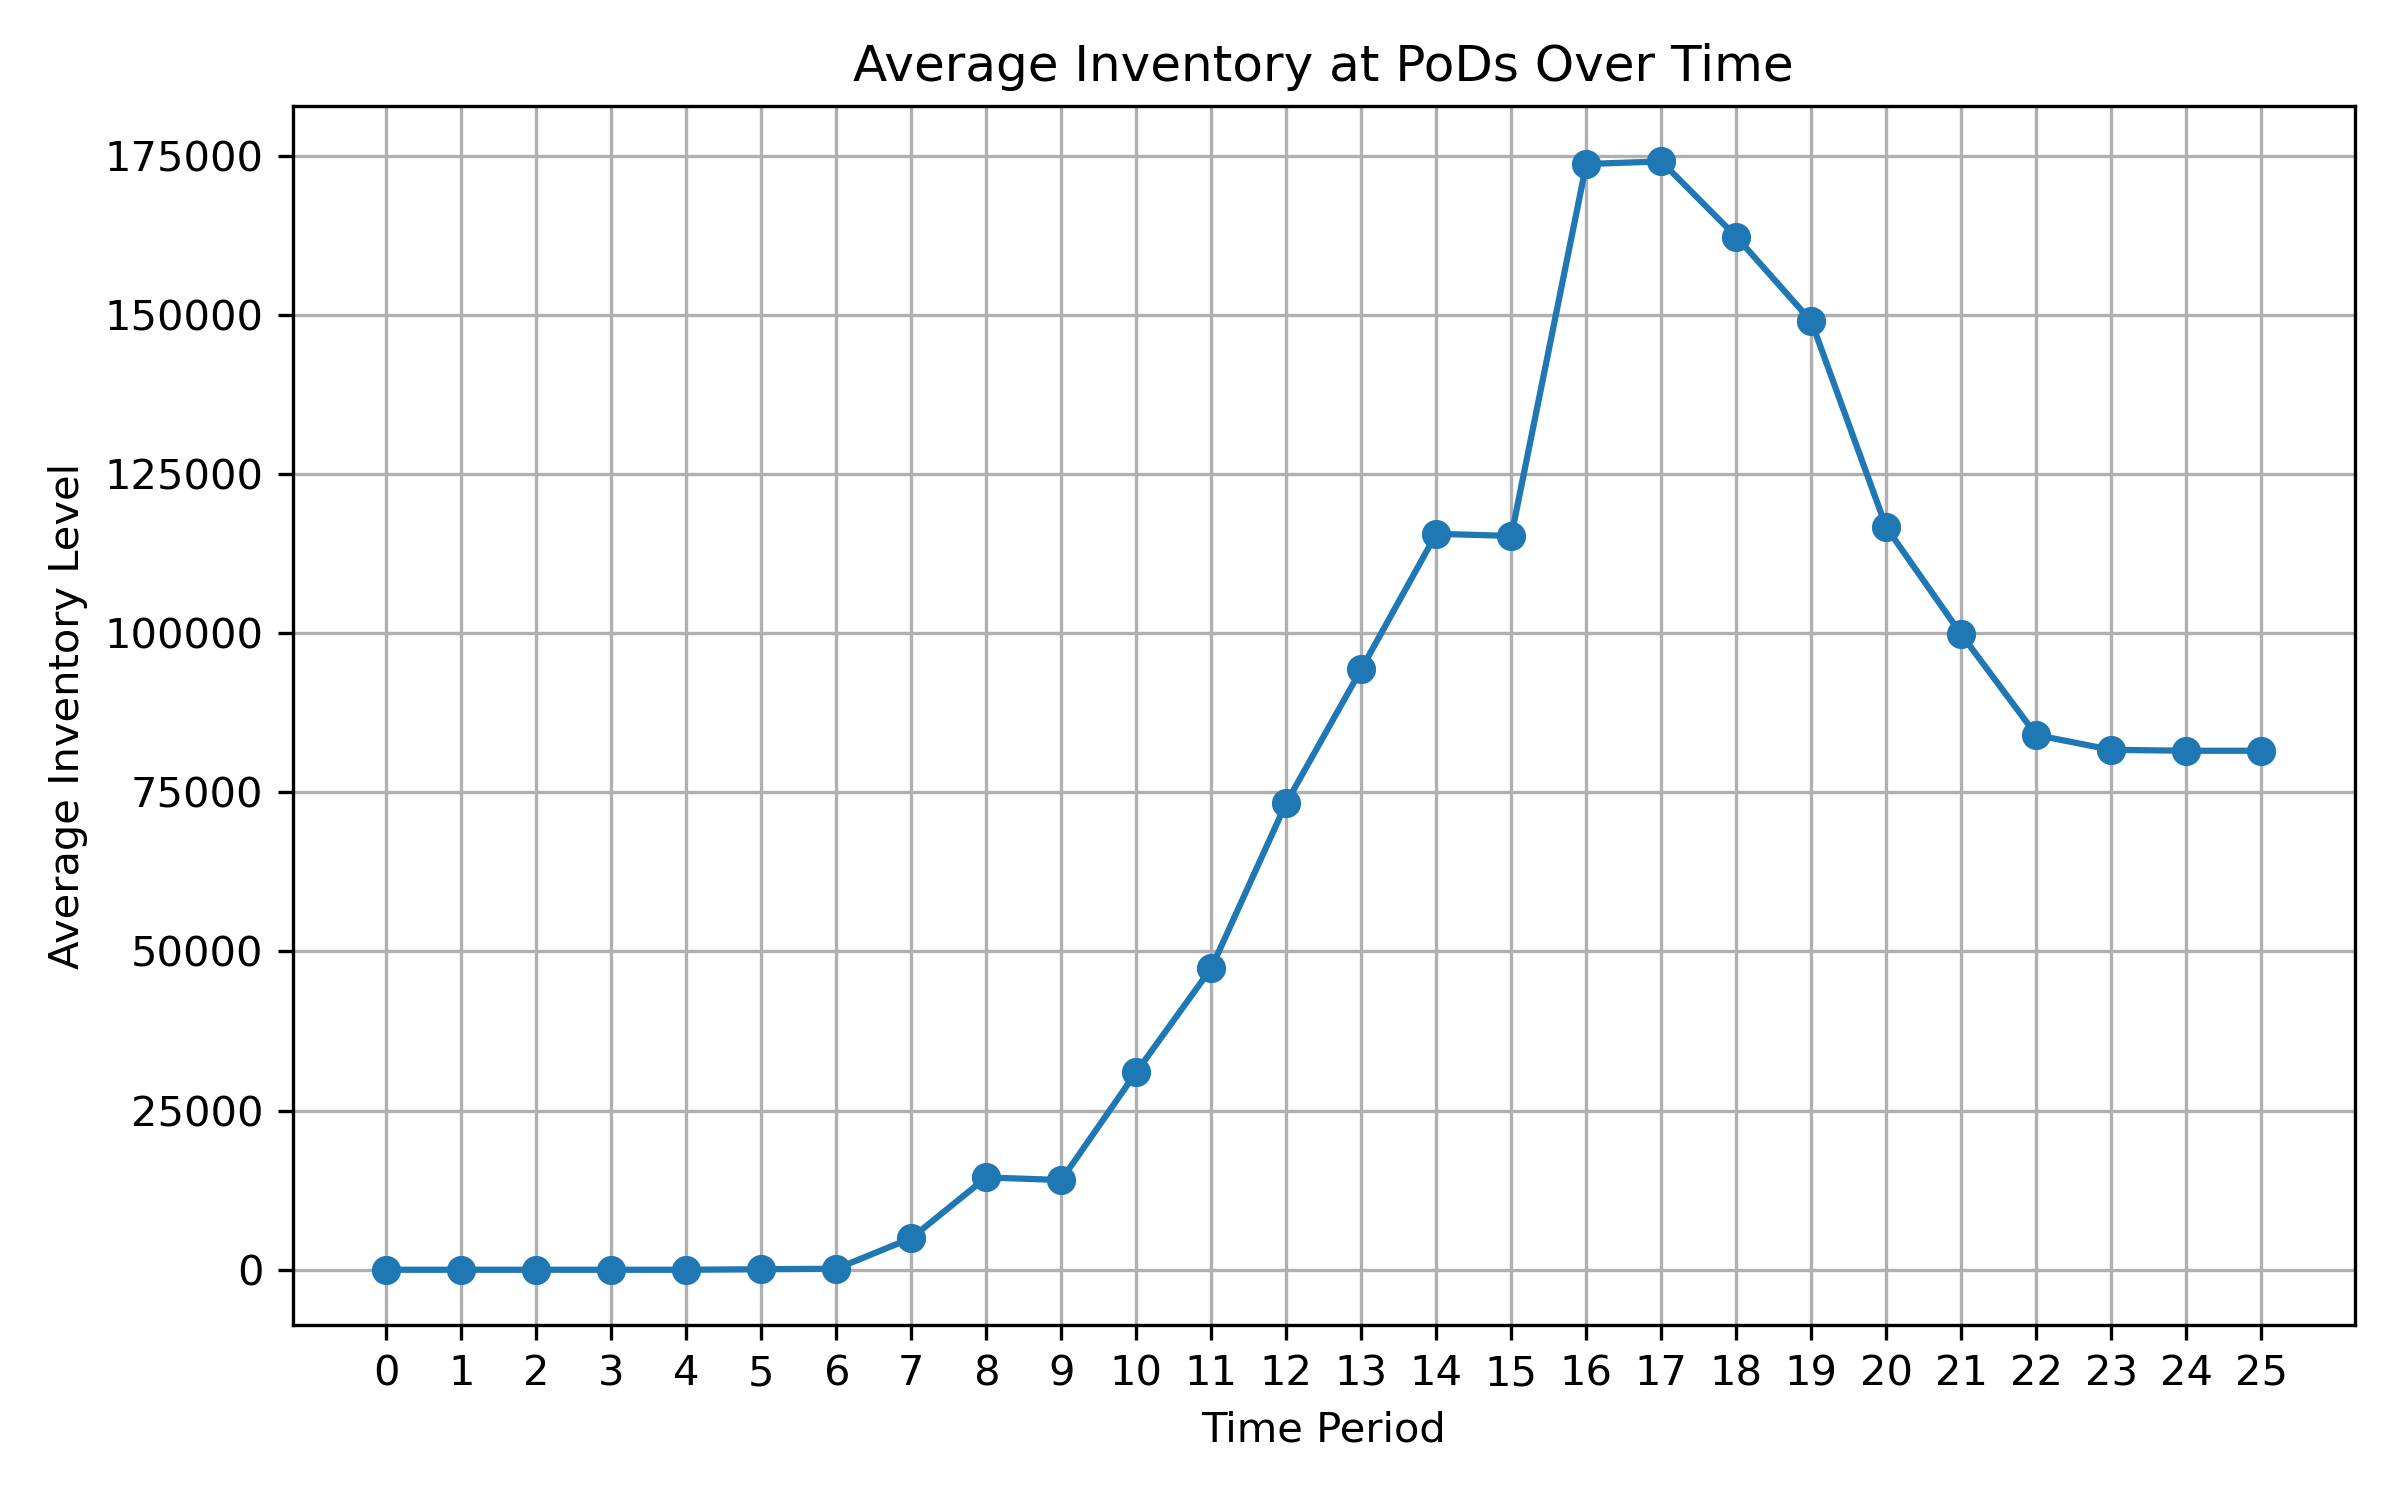 Average Inventory at PoDs Over Time
Average Inventory Level
175000
150000
125000
100000
75000
50000
25000
0
0 1 2 3 4 5 6 7 8 9 10 11 12 13 14 15 16 17 18 19 20 21 22 23 24 25
Time Period